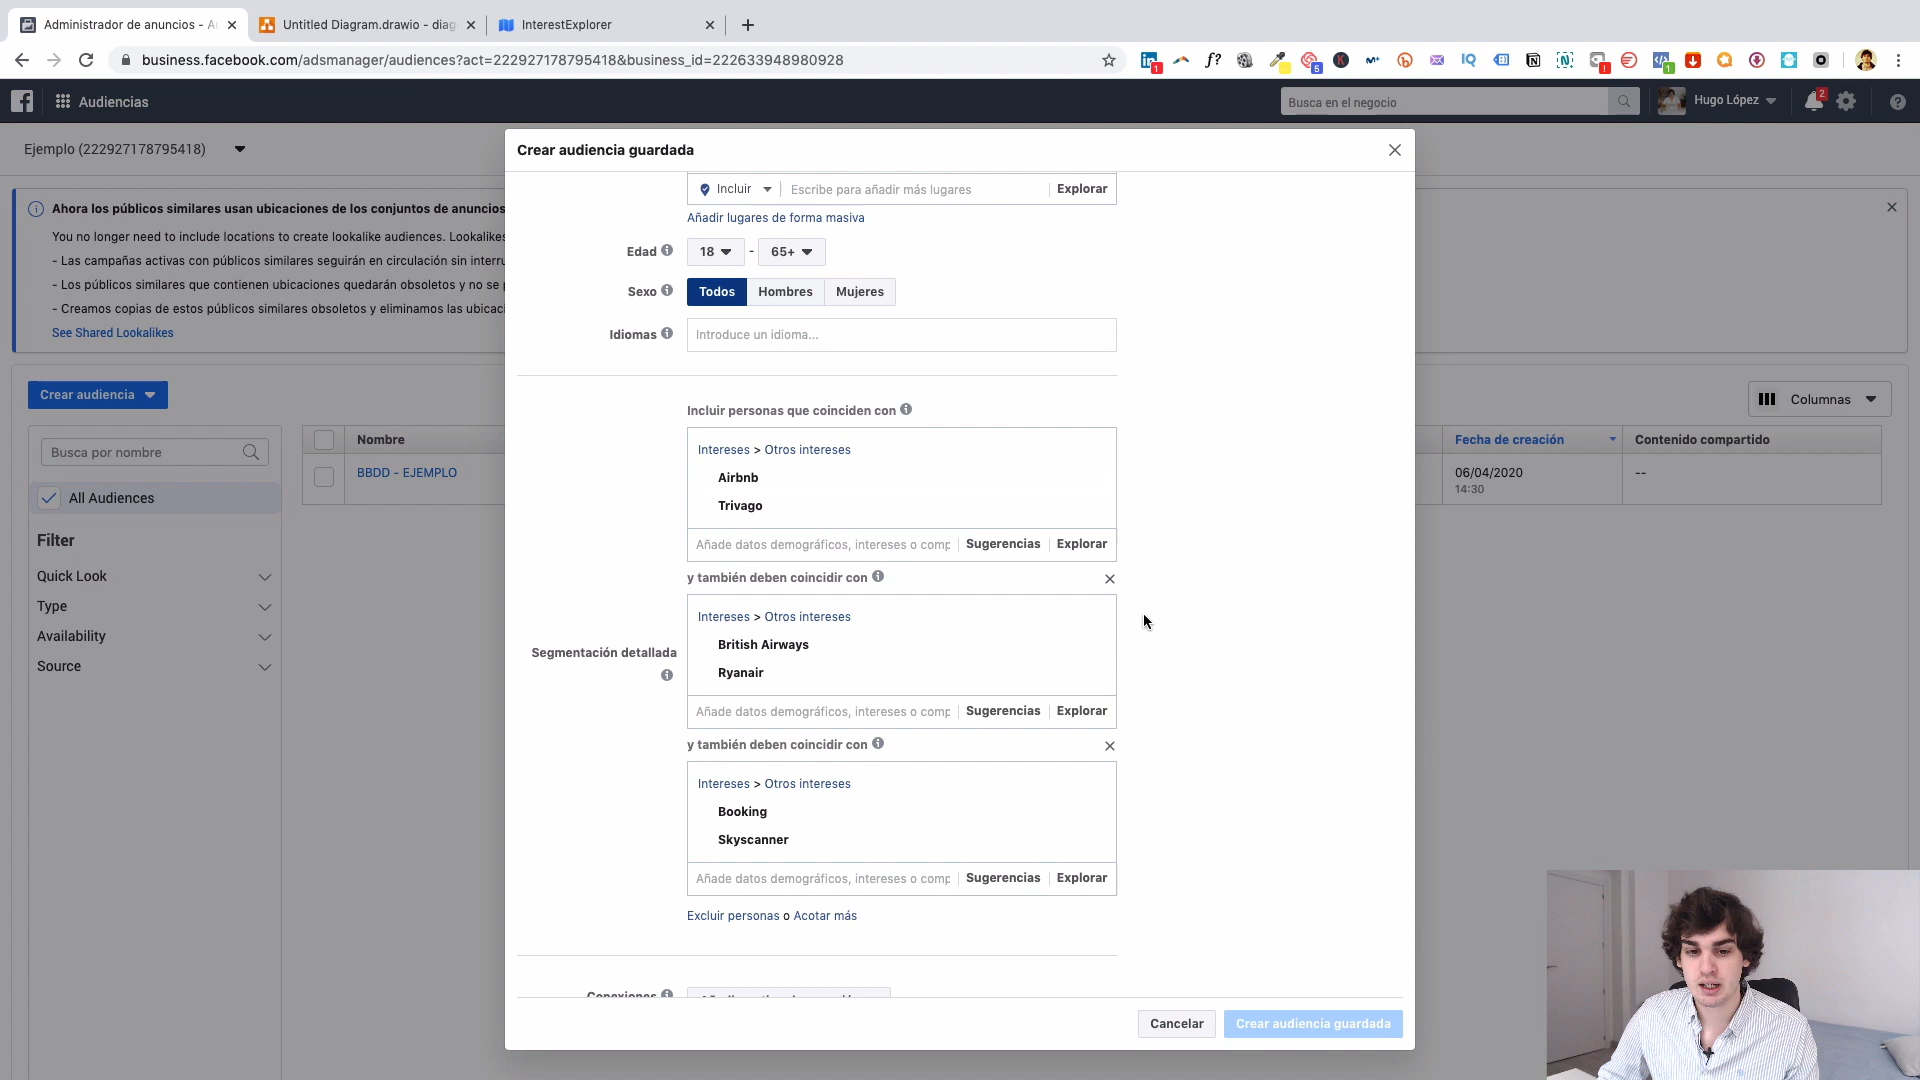 Administrador de anuncios - A
Untitled Diagram.drawio - diag
InterestExplorer
business.facebook.com/adsmanager/audiences?act=222927178795418&business_id=222633948980928
Audiencias
Busca en el negocio
Hugo López
2
Ejemplo (222927178795418)
Ahora los públicos similares usan ubicaciones de los conjuntos de anuncios
You no longer need to include locations to create lookalike audiences. Lookalikes
- Las campañas activas con públicos similares seguirán en circulación sin interru
- Los públicos similares que contienen ubicaciones quedarán obsoletos y no se p
- Creamos copias de estos públicos similares obsoletos y eliminamos las ubicac
See Shared Lookalikes
Crear audiencia
Busca por nombre
All Audiences
Filter
Quick Look
Type
Availability
Source
Nombre
BBDD - EJEMPLO
Columnas
Fecha de creación
Contenido compartido
06/04/2020
14:30
--
Crear audiencia guardada
Incluir
Escribe para añadir más lugares
Explorar
Añadir lugares de forma masiva
Edad
18
-
65+
Sexo
Todos
Hombres
Mujeres
Idiomas
Introduce un idioma...
Incluir personas que coinciden con
Intereses > Otros intereses
Airbnb
Trivago
Añade datos demográficos, intereses o comp
Sugerencias
Explorar
y también deben coincidir con
Intereses > Otros intereses
British Airways
Ryanair
Segmentación detallada
Añade datos demográficos, intereses o comp
Sugerencias
Explorar
y también deben coincidir con
Intereses > Otros intereses
Booking
Skyscanner
Añade datos demográficos, intereses o comp
Sugerencias
Explorar
Excluir personas o Acotar más
Conexiones
Cancelar
Crear audiencia guardada